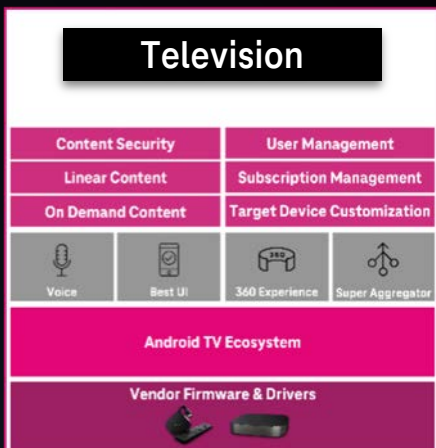 Television
Content Security
User Management
Linear Content
Subscription Management
On Demand Content
Target Device Customization
360
Voice
Best UI
360 Experience
Super Aggregator
Android TV Ecosystem
Vendor Firmware & Drivers